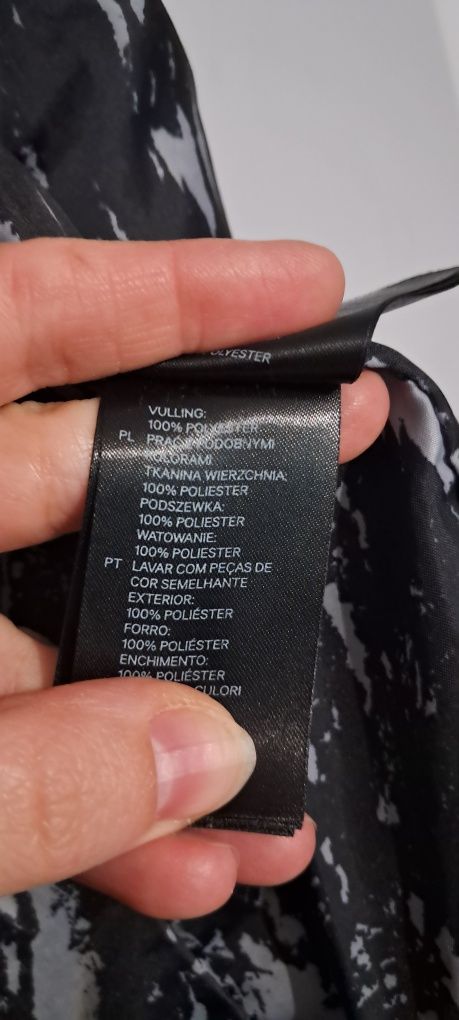 VULLING:
100% POLYESTER
PL PRAĆ Z PODOBNYMI
KOLORAMI
TKANINA WIERZCHNIA:
100% POLIESTER
PODSZEWKA:
100% POLIESTER
WATOWANIE:
100% POLIESTER
PT LAVAR COM PEÇAS DE
COR SEMELHANTE
EXTERIOR:
100% POLIÉSTER
FORRO:
100% POLIÉSTER
ENCHIMENTO:
100% POLIÉSTER